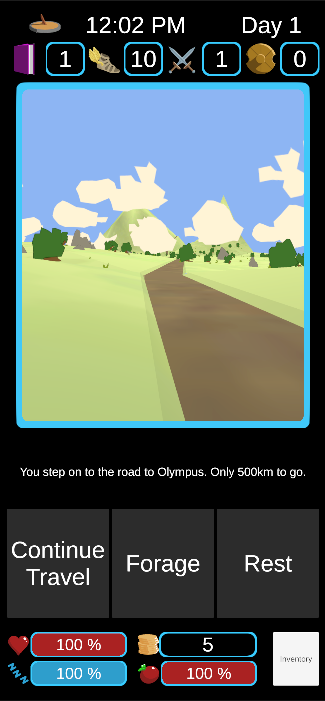 12:02 PM Day 1
1 10 1 0
You step on to the road to Olympus. Only 500km to go.
Continue
Travel
Forage
Rest
100 % 5
Inventory
100 % 100 %